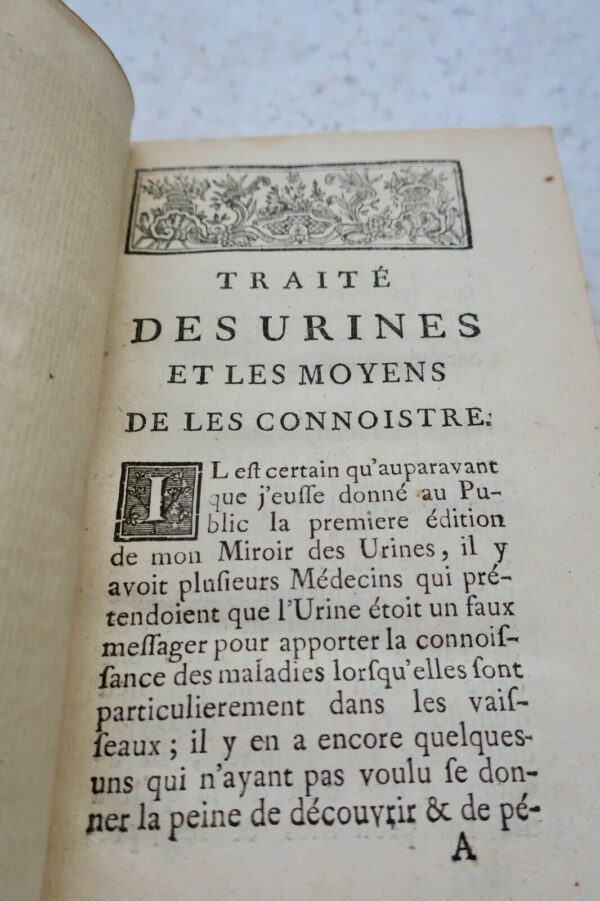 TRAITÉ
DES URINES
ET LES MOYENS
DE LES CONNOISTRE.
IL eſt certain qu'auparavant
que j'euſſe donné au Pu-
blic la premiere édition
de mon Miroir des Urines, il y
avoit pluſieurs Médecins qui pré-
tendoient que l'Urine étoit un faux
meſſager pour apporter la connoiſ-
ſance des maladies lorſqu'elles ſont
particulierement dans les vaiſ-
ſeaux ; il y en a encore quelques-
uns qui n'ayant pas voulu ſe don-
ner la peine de découvrir & de pé-
A